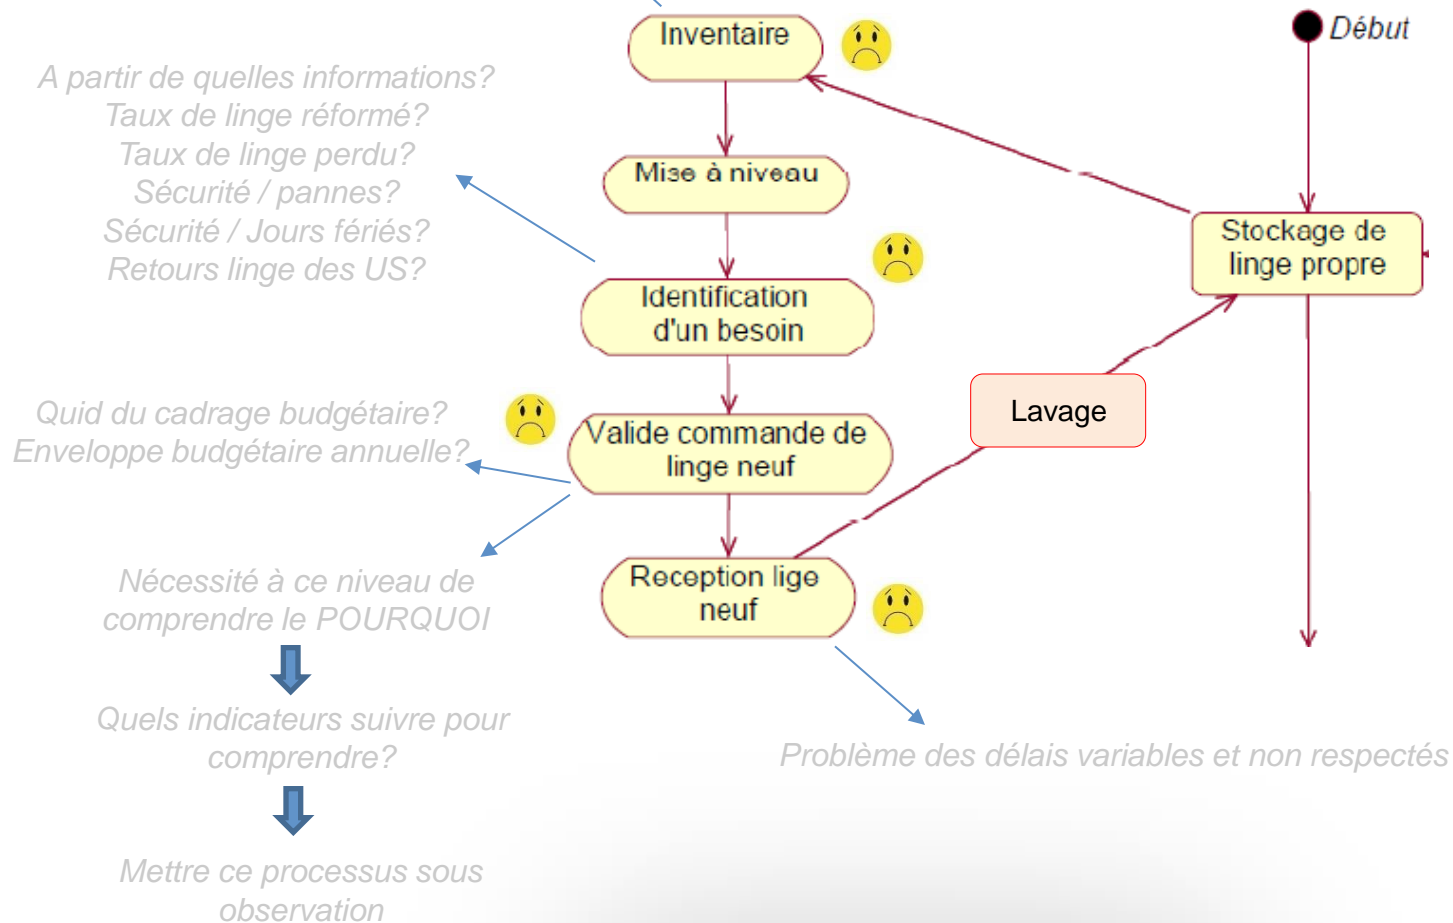 Inventaire
Début
A partir de quelles informations?
Taux de linge réformé?
Taux de linge perdu?
Sécurité / pannes?
Sécurité / Jours fériés?
Retours linge des US?
Mise à niveau
Stockage de
linge propre
Identification
d'un besoin
Lavage
Quid du cadrage budgétaire?
Enveloppe budgétaire annuelle?
Valide commande de
linge neuf
Reception lige
neuf
Nécessité à ce niveau de
comprendre le POURQUOI
Quels indicateurs suivre pour
comprendre?
Problème des délais variables et non respectés
Mettre ce processus sous
observation